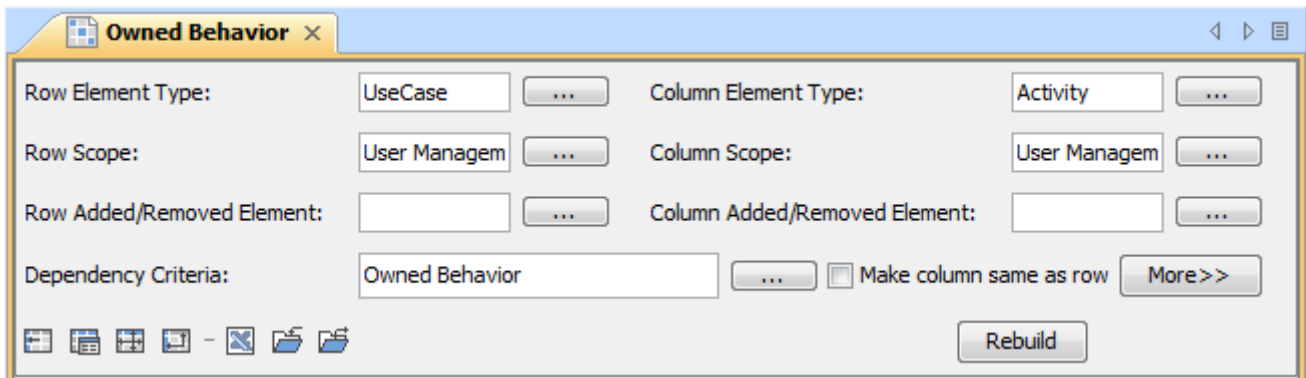 Owned Behavior
Row Element Type: UseCase ... Column Element Type: Activity ...
Row Scope: User Managem ... Column Scope: User Managem ...
Row Added/Removed Element: ... Column Added/Removed Element: ...
Dependency Criteria: Owned Behavior ... Make column same as row More>>
Rebuild